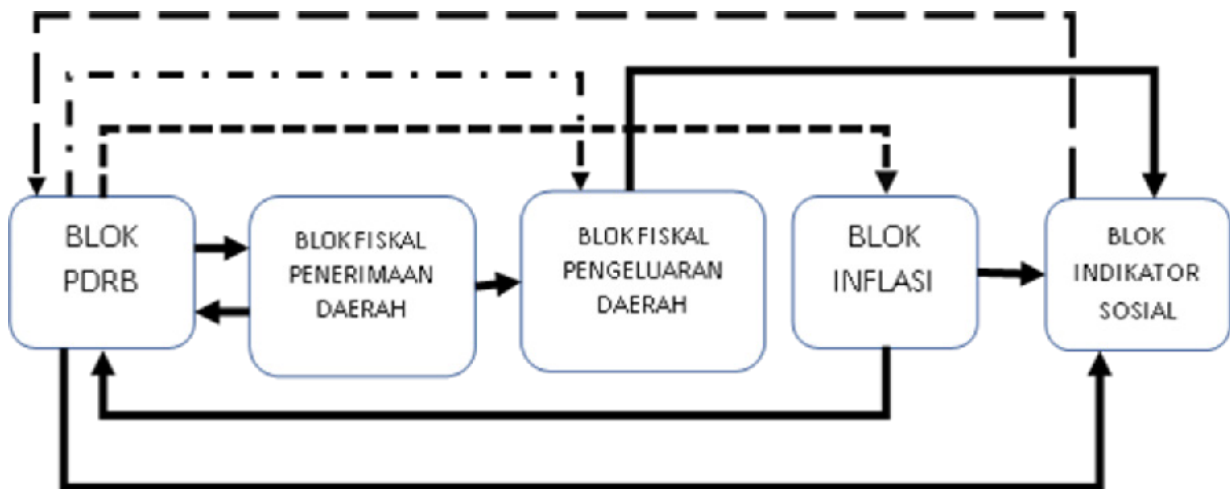 BLOK
PDRB
BLOK FISKAL
PENERIMAAN
DAERAH
BLOK FISKAL
PENGELUARAN
DAERAH
BLOK
INFLASI
BLOK
INDIKATOR
SOSIAL